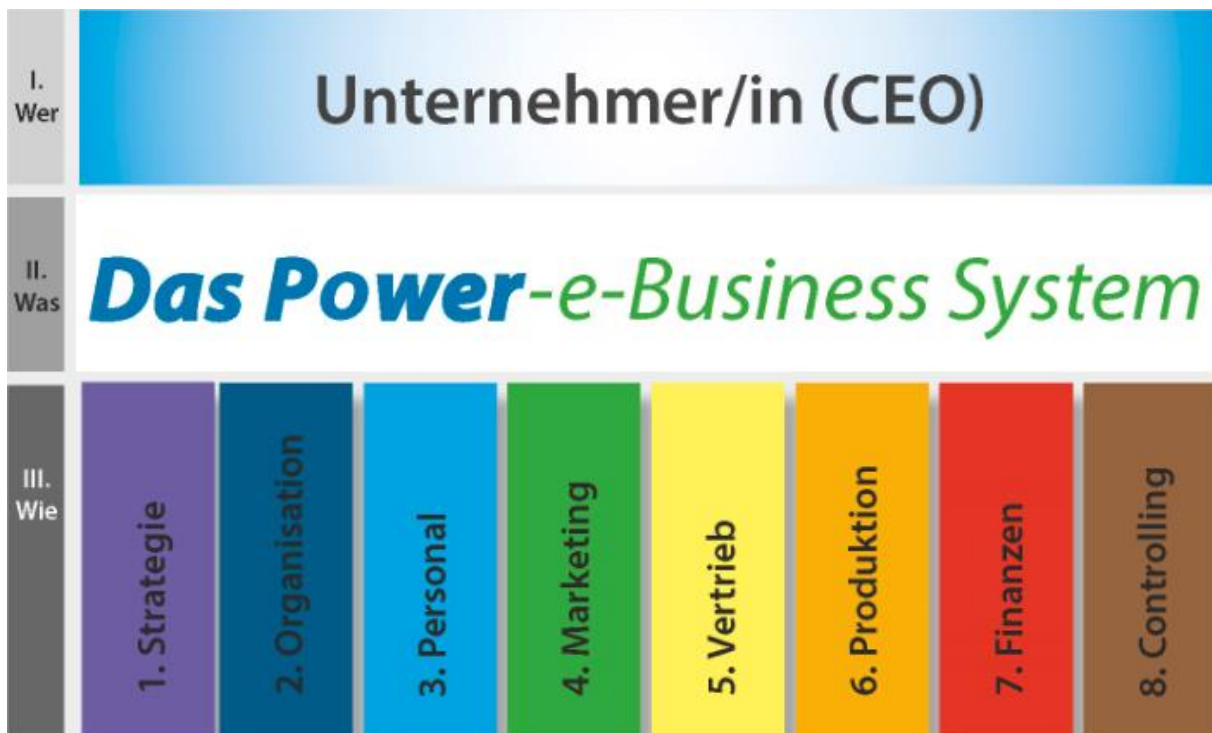 I.
Wer
Unternehmer/in (CEO)
II.
Was
Das Power-e-Business System
III.
Wie
1. Strategie
2. Organisation
3. Personal
4. Marketing
5. Vertrieb
6. Produktion
7. Finanzen
8. Controlling